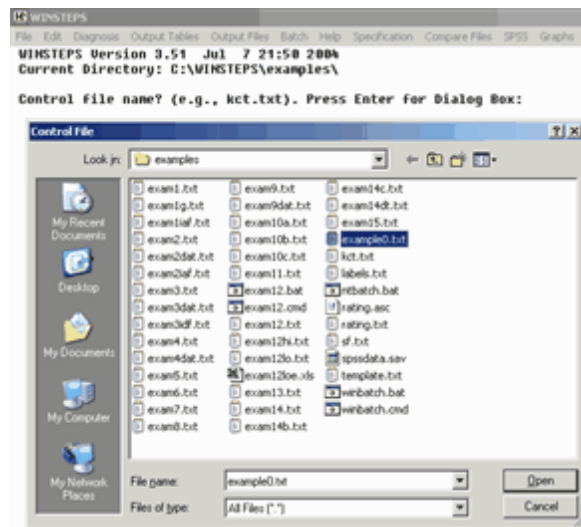 WINSTEPS
File Edit Diagnosis Output Tables Output Files Batch Help Specification Compare Files SPSS Graphs
WINSTEPS Version 3.51 Jul 7 21:50 2004
Current Directory: C:\WINSTEPS\examples\
Control file name? (e.g., kct.txt). Press Enter for Dialog Box:
Control File
Look in: examples
My Recent Documents
Desktop
My Documents
My Computer
My Network Places
exam1.txt
exam1g.txt
exam1iaf.txt
exam2.txt
exam2dat.txt
exam2iaf.txt
exam3.txt
exam3dat.txt
exam3idf.txt
exam4.txt
exam4dat.txt
exam5.txt
exam6.txt
exam7.txt
exam8.txt
exam9.txt
exam9dat.txt
exam10a.txt
exam10b.txt
exam10c.txt
exam11.txt
exam12.bat
exam12.cmd
exam12.txt
exam12hi.txt
exam12lo.txt
exam12loe.xls
exam13.txt
exam14.txt
exam14b.txt
exam14c.txt
exam14dt.txt
exam15.txt
example0.txt
kct.txt
labels.txt
ntbatch.bat
rating.asc
rating.txt
sf.txt
spssdata.sav
template.txt
winbatch.bat
winbatch.cmd
File name: example0.txt Open
Files of type: All Files (*.*) Cancel